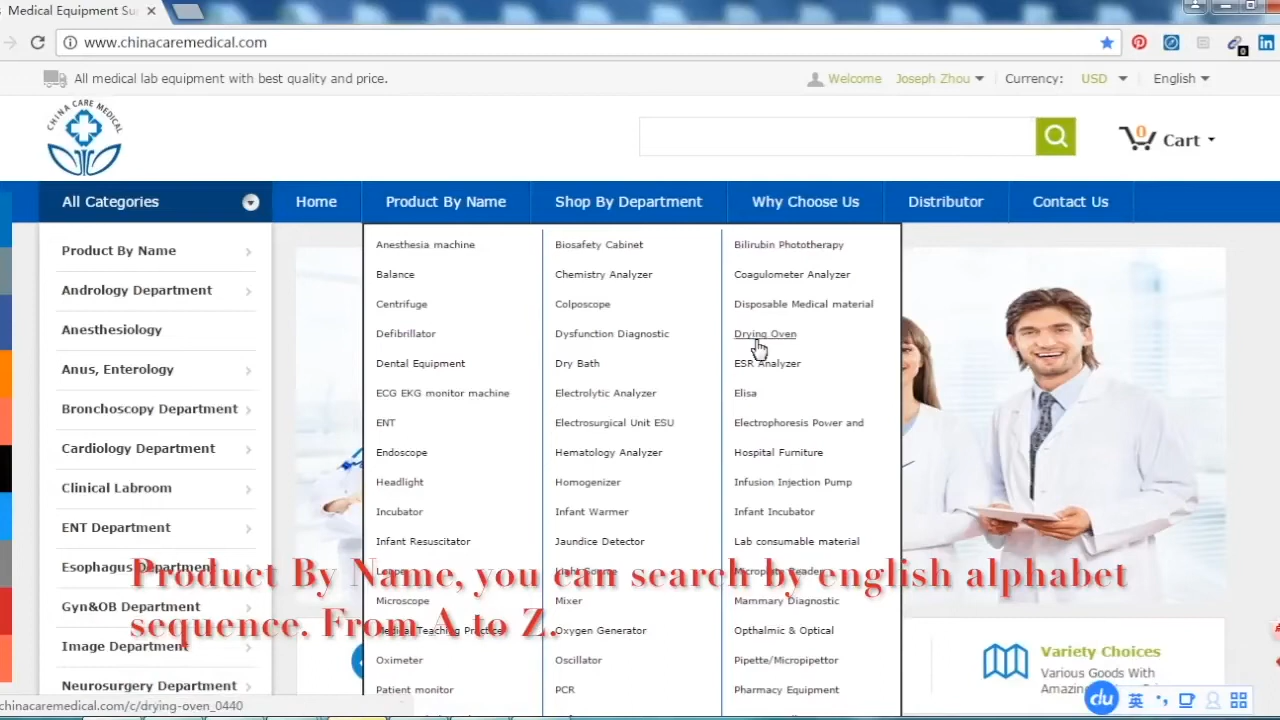 Medical Equipment Su
www.chinacaremedical.com
0
All medical lab equipment with best quality and price.
Welcome Joseph Zhou Currency: USD English
CHINA CARE MEDICAL
0 Cart
All Categories Home Product By Name Shop By Department Why Choose Us Distributor Contact Us
Product By Name
Andrology Department
Anesthesiology
Anus, Enterology
Bronchoscopy Department
Cardiology Department
Clinical Labroom
ENT Department
Esophagus Department
Gyn&OB Department
Image Department
Neurosurgery Department
Anesthesia machine Biosafety Cabinet Bilirubin Phototherapy
Balance Chemistry Analyzer Coagulometer Analyzer
Centrifuge Colposcope Disposable Medical material
Defibrillator Dysfunction Diagnostic Drying Oven
Dental Equipment Dry Bath ESR Analyzer
ECG EKG monitor machine Electrolytic Analyzer Elisa
ENT Electrosurgical Unit ESU Electrophoresis Power and
Endoscope Hematology Analyzer Hospital Furniture
Headlight Homogenizer Infusion Injection Pump
Incubator Infant Warmer Infant Incubator
Infant Resuscitator Jaundice Detector Lab consumable material
Microscope Mixer Mammary Diagnostic
Medical Teaching Practice Oxygen Generator Opthalmic & Optical
Oximeter Oscillator Pipette/Micropipettor
Patient monitor PCR Pharmacy Equipment
Product By Name, you can search by english alphabet
sequence. From A to Z.
Variety Choices
Various Goods With
chinacaremedical.com/c/drying-oven_0440
du 英